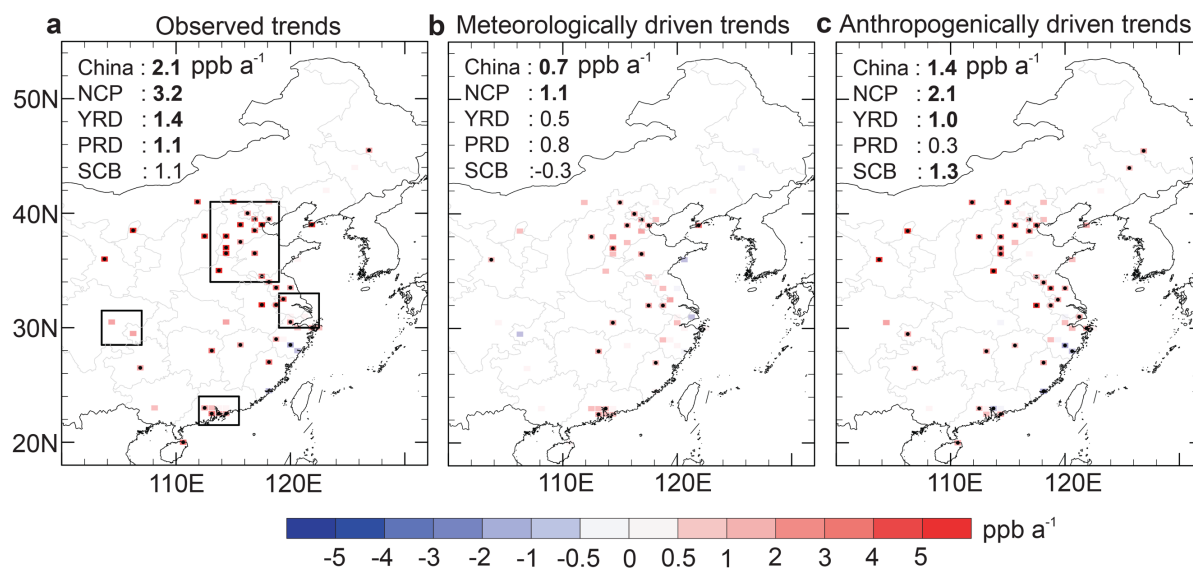 a Observed trends
China : 2.1 ppb a⁻¹
NCP : 3.2
YRD : 1.4
PRD : 1.1
SCB : 1.1
50N
40N
30N
20N
110E 120E
b Meteorologically driven trends
China : 0.7 ppb a⁻¹
NCP : 1.1
YRD : 0.5
PRD : 0.8
SCB : -0.3
110E 120E
c Anthropogenically driven trends
China : 1.4 ppb a⁻¹
NCP : 2.1
YRD : 1.0
PRD : 0.3
SCB : 1.3
110E 120E
-5 -4 -3 -2 -1 -0.5 0 0.5 1 2 3 4 5 ppb a⁻¹